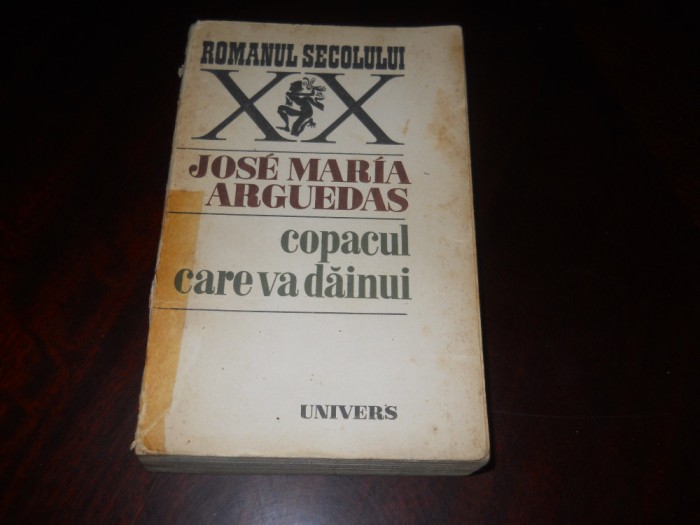 ROMANUL SECOLULUI
XX
JOSÉ MARÍA
ARGUEDAS
copacul
care va dăinui
UNIVERS